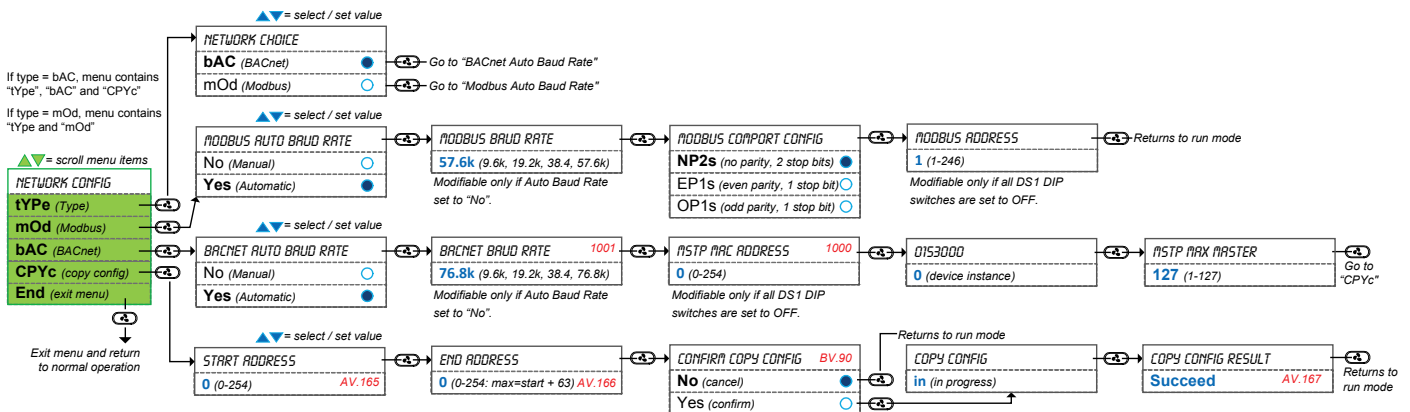 ▲▼= select / set value
NETWORK CHOICE
bAC (BACnet)
Go to "BACnet Auto Baud Rate"
mOd (Modbus)
Go to "Modbus Auto Baud Rate"
If type = bAC, menu contains
“tYpe”, “bAC” and “CPYc”
If type = mOd, menu contains
“tYpe and “mOd”
▲▼= scroll menu items
NETWORK CONFIG
tYPe (Type)
mOd (Modbus)
bAC (BACnet)
CPYc (copy config)
End (exit menu)
Exit menu and return
to normal operation
▲▼= select / set value
MODBUS AUTO BAUD RATE
No (Manual)
Yes (Automatic)
MODBUS BAUD RATE
57.6k (9.6k, 19.2k, 38.4, 57.6k)
Modifiable only if Auto Baud Rate
set to “No”.
MODBUS COMPORT CONFIG
NP2s (no parity, 2 stop bits)
EP1s (even parity, 1 stop bit)
OP1s (odd parity, 1 stop bit)
MODBUS ADDRESS
1 (1-246)
Modifiable only if all DS1 DIP
switches are set to OFF.
Returns to run mode
▲▼= select / set value
BACNET AUTO BAUD RATE
No (Manual)
Yes (Automatic)
BACNET BAUD RATE 1001
76.8k (9.6k, 19.2k, 38.4, 76.8k)
Modifiable only if Auto Baud Rate
set to “No”.
MSTP MAC ADDRESS 1000
0 (0-254)
Modifiable only if all DS1 DIP
switches are set to OFF.
0153000
0 (device instance)
MSTP MAX MASTER
127 (1-127)
Go to
“CPYc”
▲▼= select / set value
START ADDRESS
0 (0-254) AV.165
END ADDRESS
0 (0-254: max=start + 63) AV.166
CONFIRM COPY CONFIG BV.90
No (cancel)
Yes (confirm)
Returns to run mode
COPY CONFIG
in (in progress)
COPY CONFIG RESULT
Succeed AV.167
Returns to
run mode